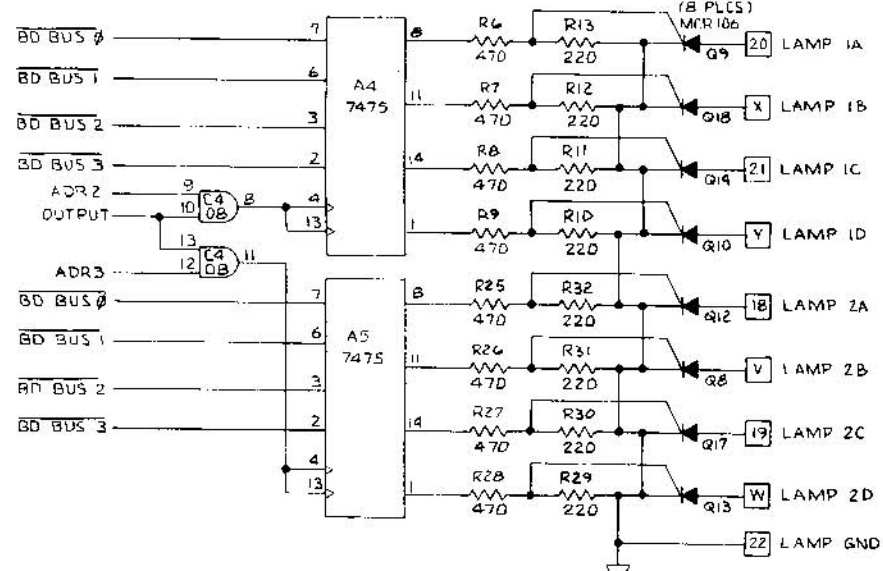 (8 PLCS)
MCR106
BD BUS 0 7 8 R6 R13 Q9 20 LAMP 1A
470 220
BD BUS 1 6 A4 7475 11 R7 R12 Q18 X LAMP 1B
470 220
BD BUS 2 3
BD BUS 3 2 14 R8 R11 Q14 21 LAMP 1C
470 220
ADR2 9 C4 08 8 4
OUTPUT 10 13 1 R9 R10 Q10 Y LAMP 1D
470 220
13 C4 08 11
ADR3 12
BD BUS 0 7 8 R25 R32 Q12 18 LAMP 2A
470 220
BD BUS 1 6 A5 7475 11 R26 R31 Q8 V LAMP 2B
470 220
BD BUS 2 3
BD BUS 3 2 14 R27 R30 Q17 19 LAMP 2C
470 220
4
13 1 R28 R29 Q13 W LAMP 2D
470 220
22 LAMP GND